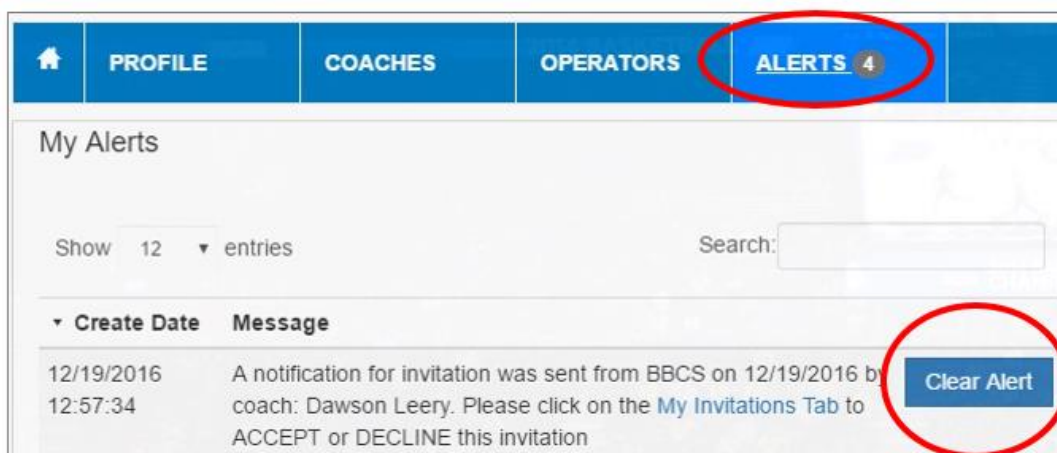 PROFILE COACHES OPERATORS ALERTS 4
My Alerts
Show 12 entries Search:
Create Date Message
12/19/2016 A notification for invitation was sent from BBCS on 12/19/2016 by Clear Alert
12:57:34 coach: Dawson Leery. Please click on the My Invitations Tab to
ACCEPT or DECLINE this invitation